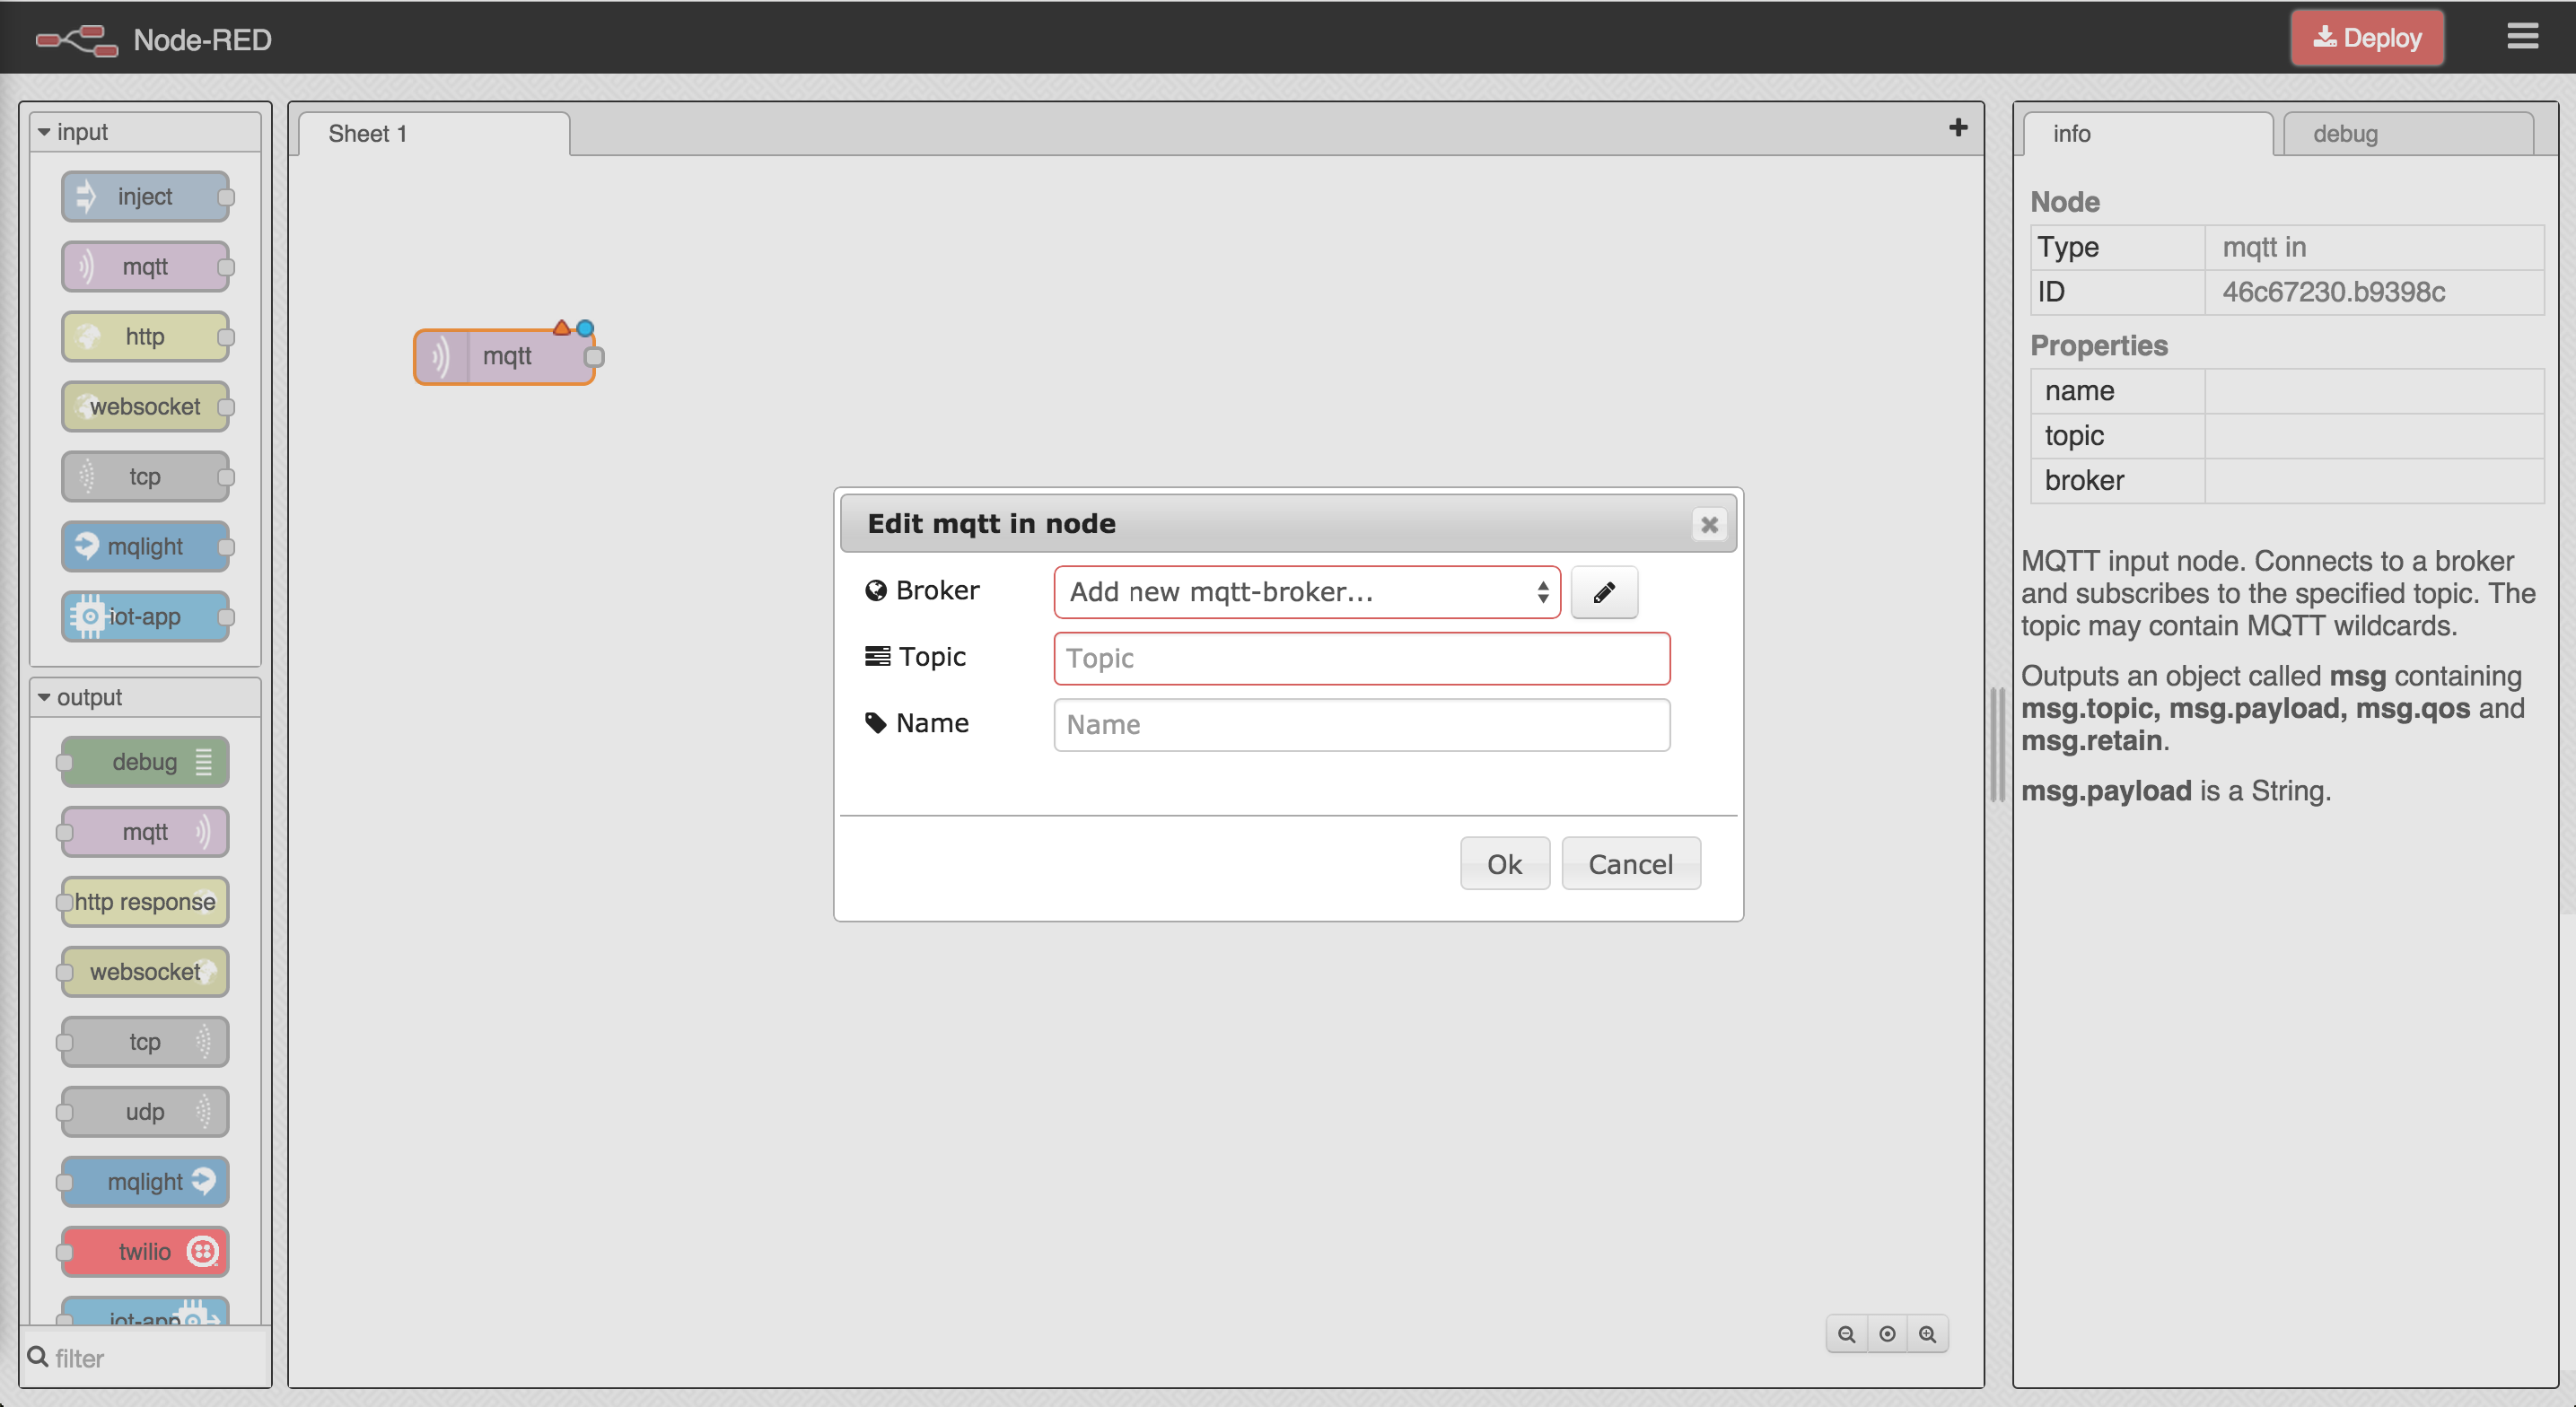 Node-RED
Deploy
input
inject
mqtt
http
websocket
tcp
mqlight
iot-app
output
debug
mqtt
http response
websocket
tcp
udp
mqlight
twilio
iot-app
filter
Sheet 1
mqtt
Edit mqtt in node
Broker
Add new mqtt-broker...
Topic
Topic
Name
Name
Ok
Cancel
info
debug
Node
Type mqtt in
ID 46c67230.b9398c
Properties
name
topic
broker
MQTT input node. Connects to a broker
and subscribes to the specified topic. The
topic may contain MQTT wildcards.
Outputs an object called msg containing
msg.topic, msg.payload, msg.qos and
msg.retain.
msg.payload is a String.